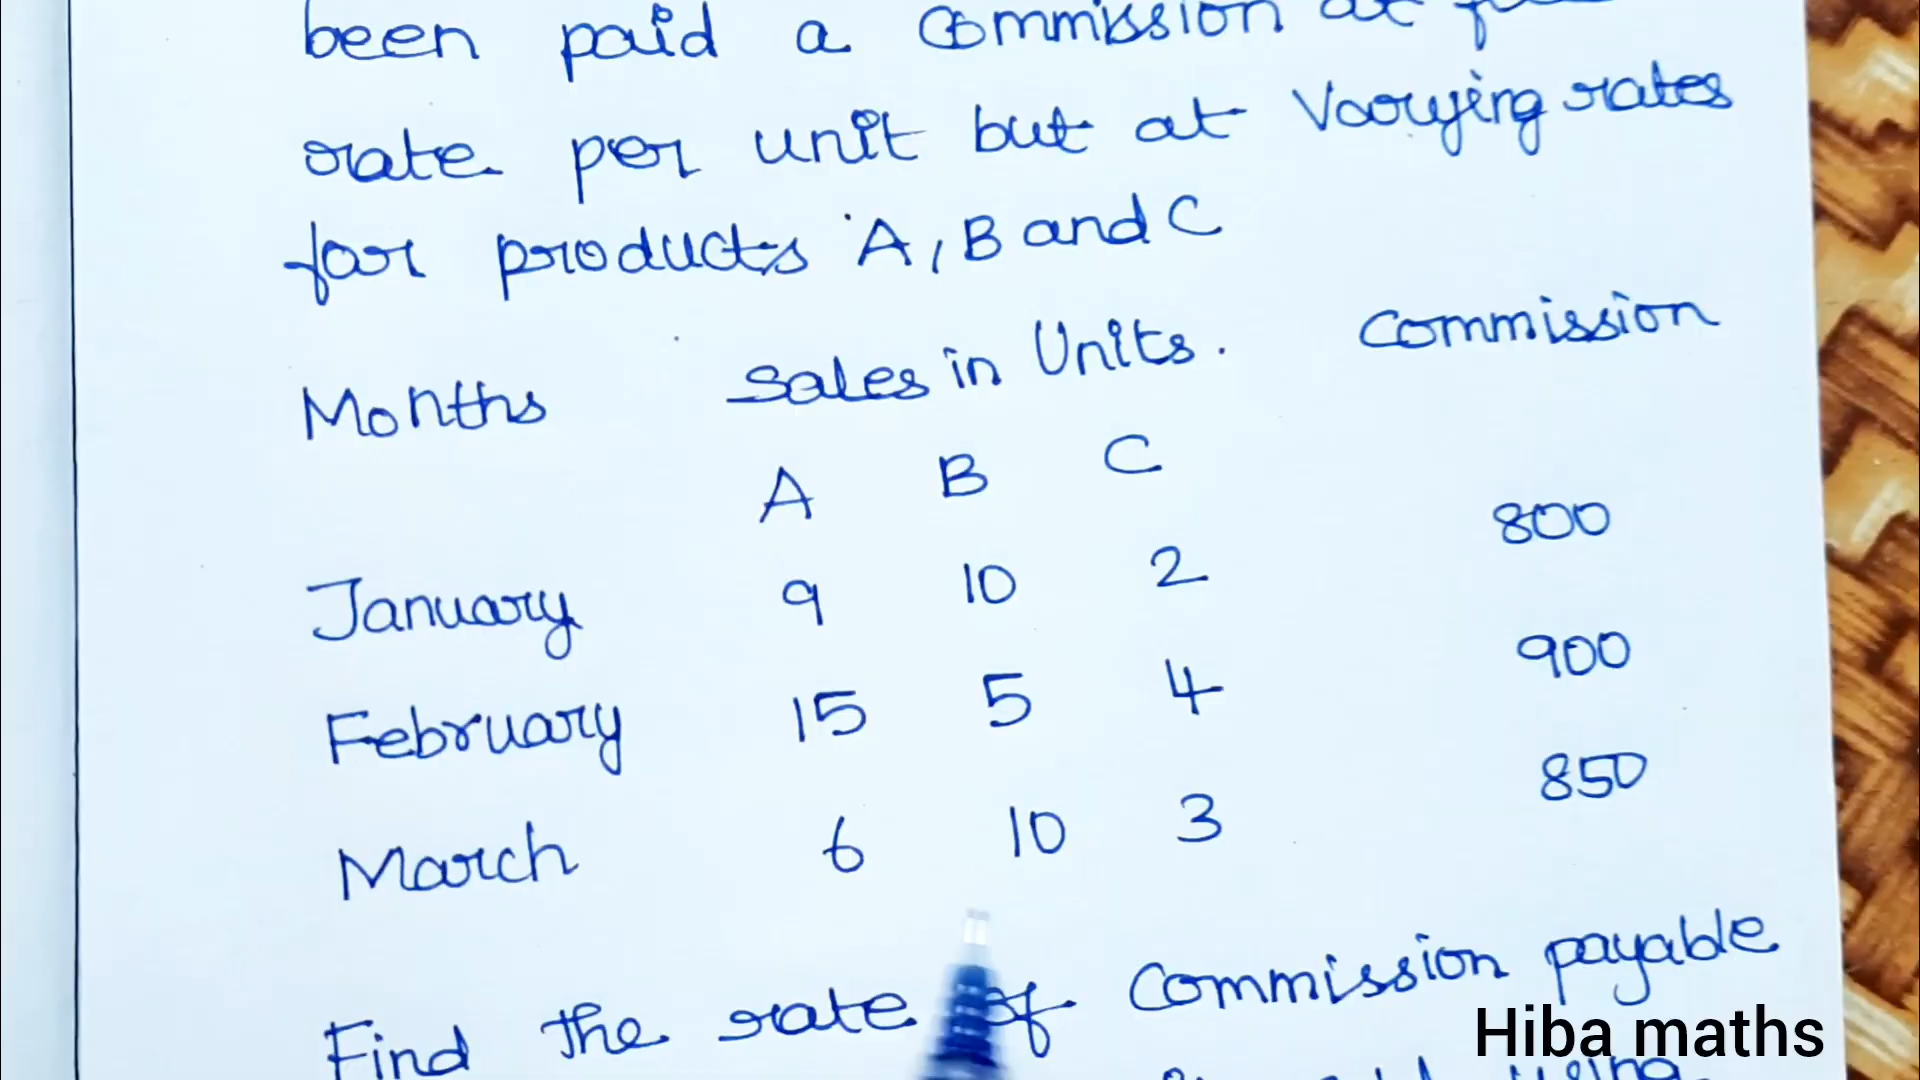 been paid a commission at
rate per unit but at varying rates
for products A, B and C
Months Sales in Units. Commission
A B C
January 9 10 2 800
February 15 5 4 900
March 6 10 3 850
Find the rate of Commission payable
Hiba maths
using